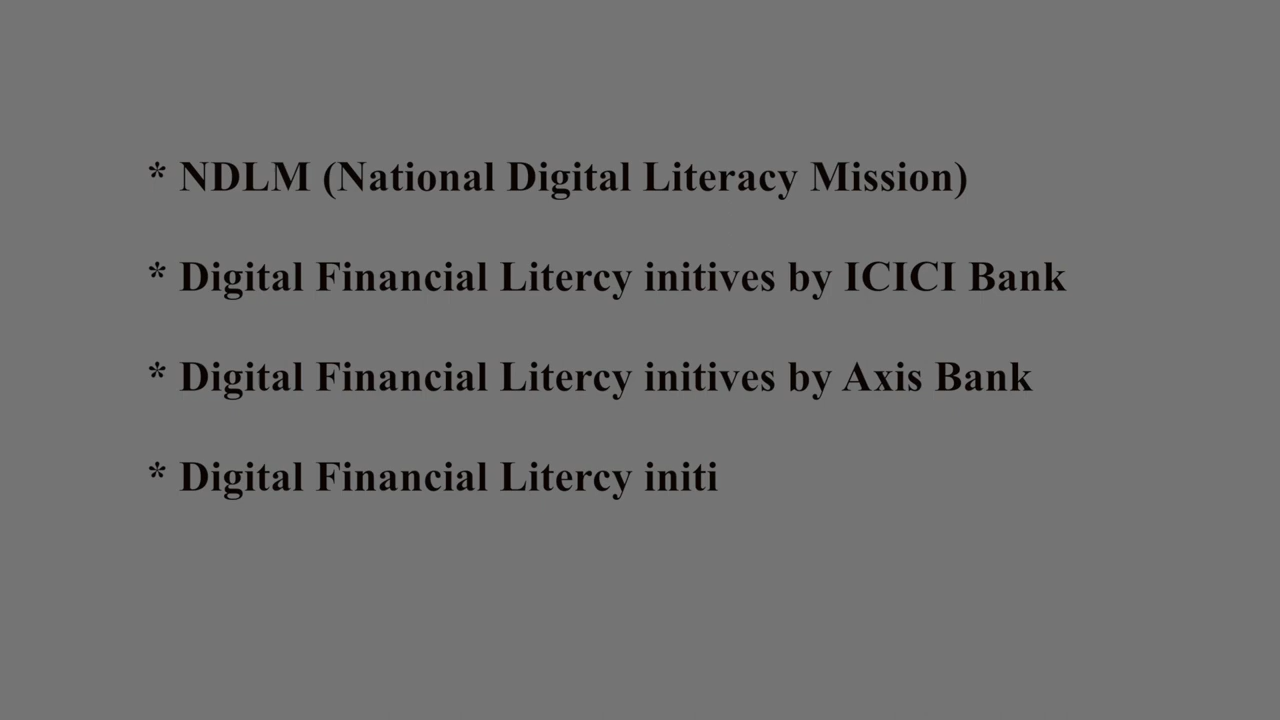 * NDLM (National Digital Literacy Mission)
* Digital Financial Litercy initives by ICICI Bank
* Digital Financial Litercy initives by Axis Bank
* Digital Financial Litercy initi